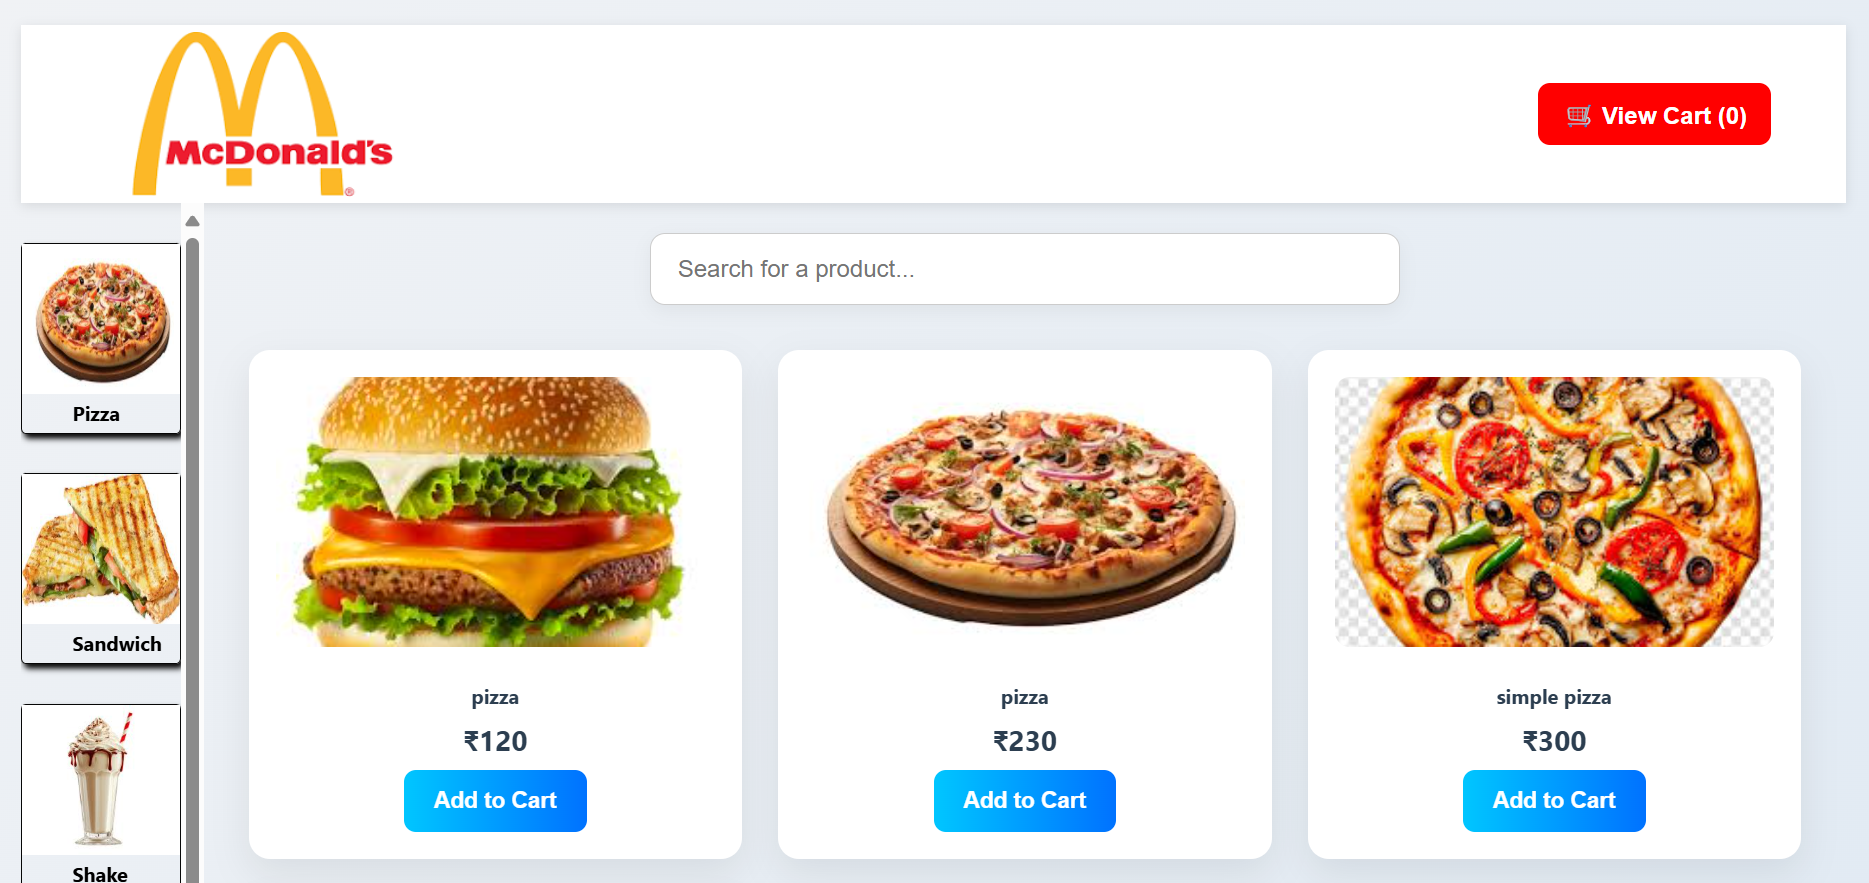 McDonald's
®
🛒 View Cart (0)
Search for a product...
Pizza
Sandwich
Shake
pizza
₹120
Add to Cart
pizza
₹230
Add to Cart
simple pizza
₹300
Add to Cart